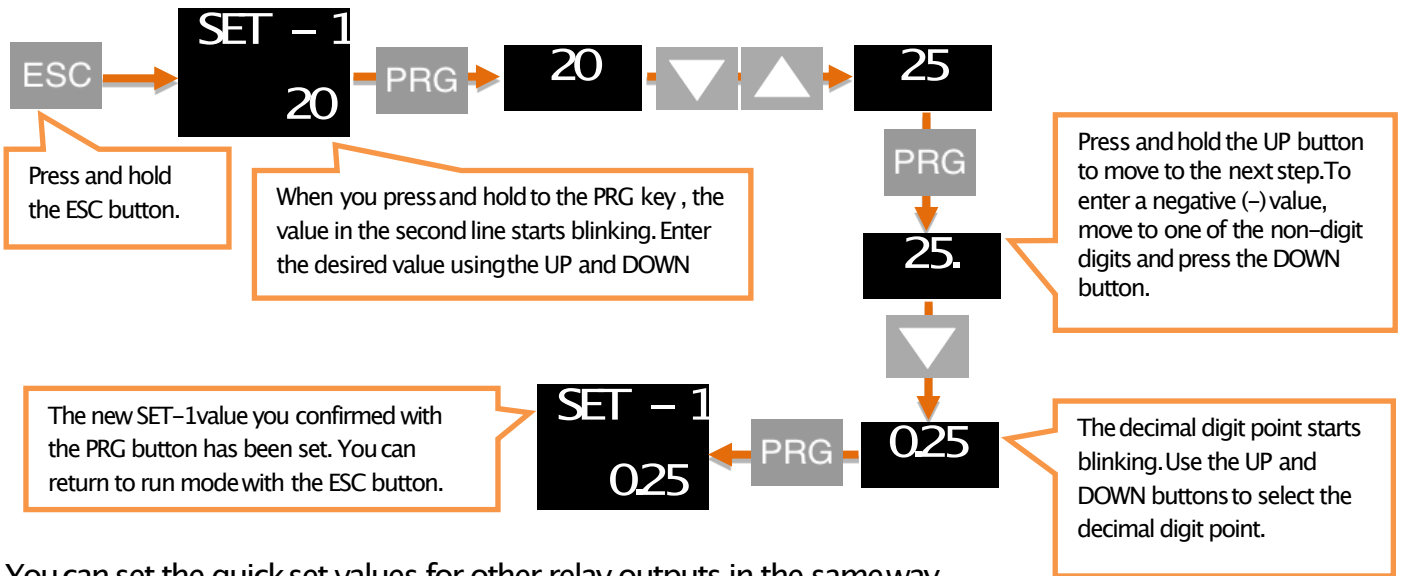 SET – 1
ESC
20
PRG
20
25
Press and hold
the ESC button.
When you press and hold to the PRG key , the
value in the second line starts blinking. Enter
the desired value using the UP and DOWN
PRG
Press and hold the UP button
to move to the next step.To
enter a negative (–) value,
move to one of the non–digit
digits and press the DOWN
button.
25.
The new SET–1value you confirmed with
the PRG button has been set. You can
return to run mode with the ESC button.
SET – 1
0.25
PRG
0.25
The decimal digit point starts
blinking. Use the UP and
DOWN buttons to select the
decimal digit point.
You can set the quick set values for other relay outputs in the same way